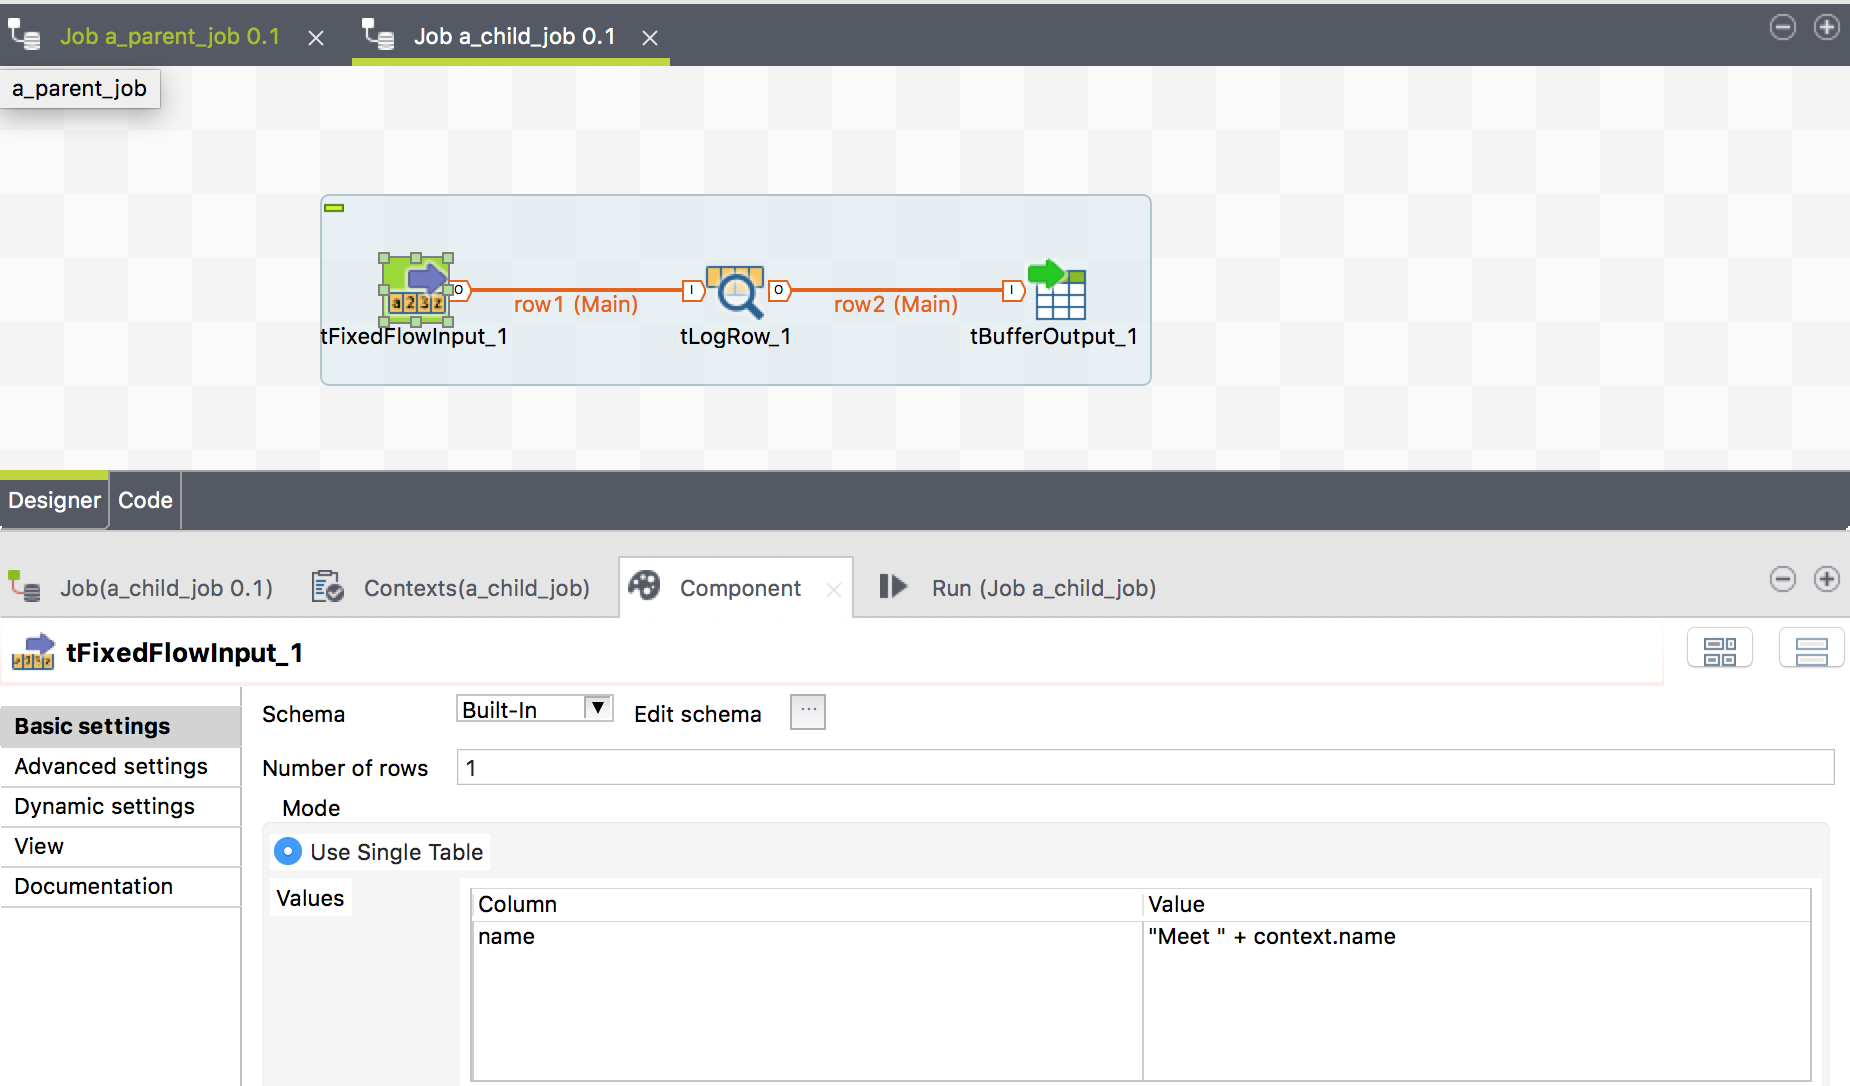 Job a_parent_job 0.1
Job a_child_job 0.1
a_parent_job
O
I
O
I
row1 (Main)
row2 (Main)
tFixedFlowInput_1
tLogRow_1
tBufferOutput_1
Designer
Code
Job(a_child_job 0.1)
Contexts(a_child_job)
Component
Run (Job a_child_job)
tFixedFlowInput_1
Basic settings
Advanced settings
Dynamic settings
View
Documentation
Schema
Built-In
Edit schema
...
Number of rows
1
Mode
Use Single Table
Values
Column
Value
name
"Meet " + context.name